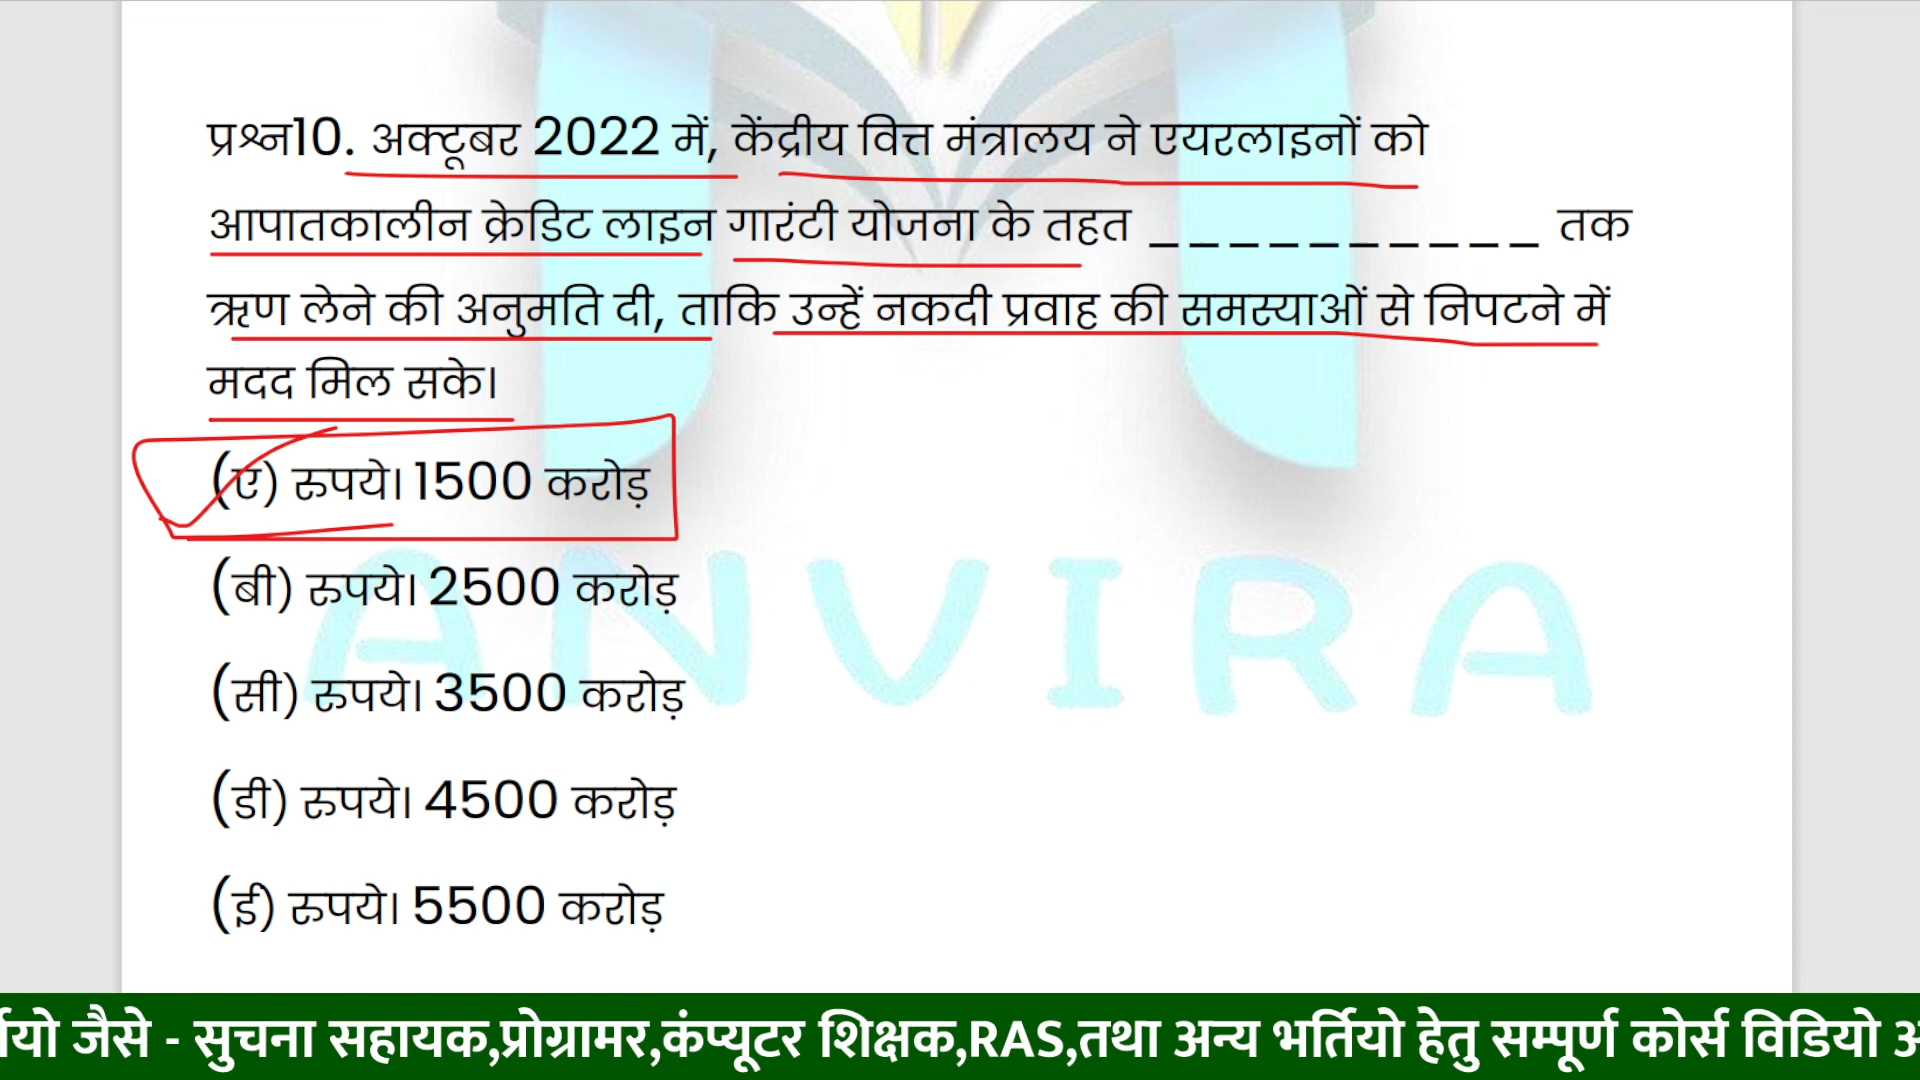 प्रश्न10. अक्टूबर 2022 में, केंद्रीय वित्त मंत्रालय ने एयरलाइनों को
आपातकालीन क्रेडिट लाइन गारंटी योजना के तहत __________ तक
ऋण लेने की अनुमति दी, ताकि उन्हें नकदी प्रवाह की समस्याओं से निपटने में
मदद मिल सके।
(ए) रुपये। 1500 करोड़
(बी) रुपये। 2500 करोड़
(सी) रुपये। 3500 करोड़
(डी) रुपये। 4500 करोड़
(ई) रुपये। 5500 करोड़
ANVIRA
जैसे - सुचना सहायक,प्रोग्रामर,कंप्यूटर शिक्षक,RAS,तथा अन्य भर्तियो हेतु सम्पूर्ण कोर्स विडियो